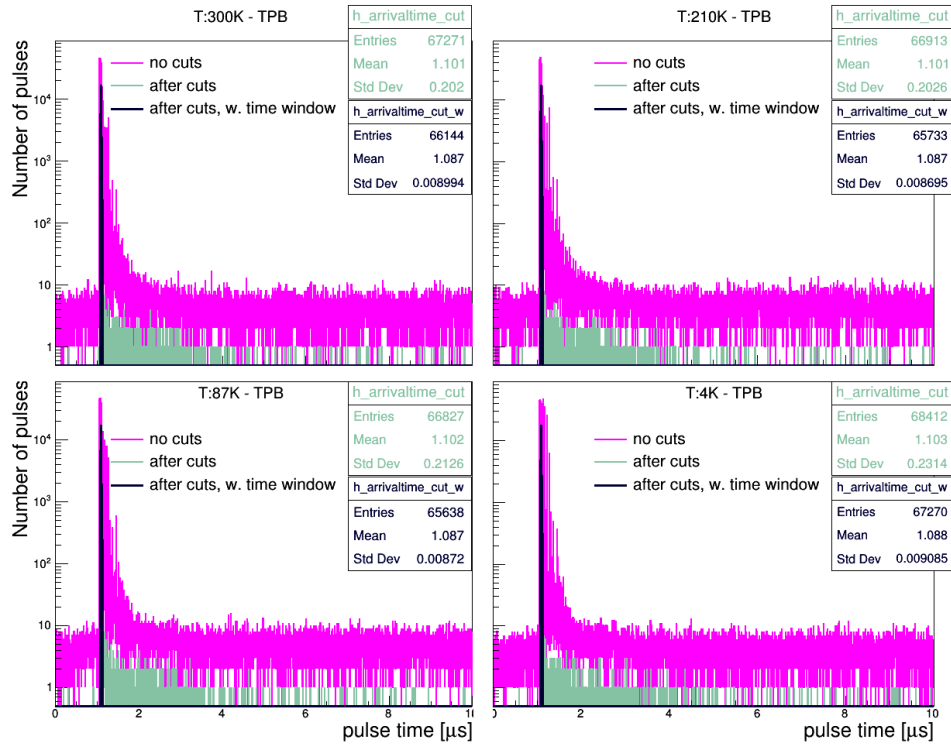 T:300K - TPB
h_arrivaltime_cut
Entries 67271
Mean 1.101
Std Dev 0.202
h_arrivaltime_cut_w
Entries 66144
Mean 1.087
Std Dev 0.008994
no cuts
after cuts
after cuts, w. time window
Number of pulses
10⁴
10³
10²
10
1
T:210K - TPB
h_arrivaltime_cut
Entries 66913
Mean 1.101
Std Dev 0.2026
h_arrivaltime_cut_w
Entries 65733
Mean 1.087
Std Dev 0.008695
no cuts
after cuts
after cuts, w. time window
T:87K - TPB
h_arrivaltime_cut
Entries 66827
Mean 1.102
Std Dev 0.2126
h_arrivaltime_cut_w
Entries 65638
Mean 1.087
Std Dev 0.00872
no cuts
after cuts
after cuts, w. time window
Number of pulses
10⁴
10³
10²
10
1
0 2 4 6 8 10
pulse time [μs]
T:4K - TPB
h_arrivaltime_cut
Entries 68412
Mean 1.103
Std Dev 0.2314
h_arrivaltime_cut_w
Entries 67270
Mean 1.088
Std Dev 0.009085
no cuts
after cuts
after cuts, w. time window
0 2 4 6 8 10
pulse time [μs]